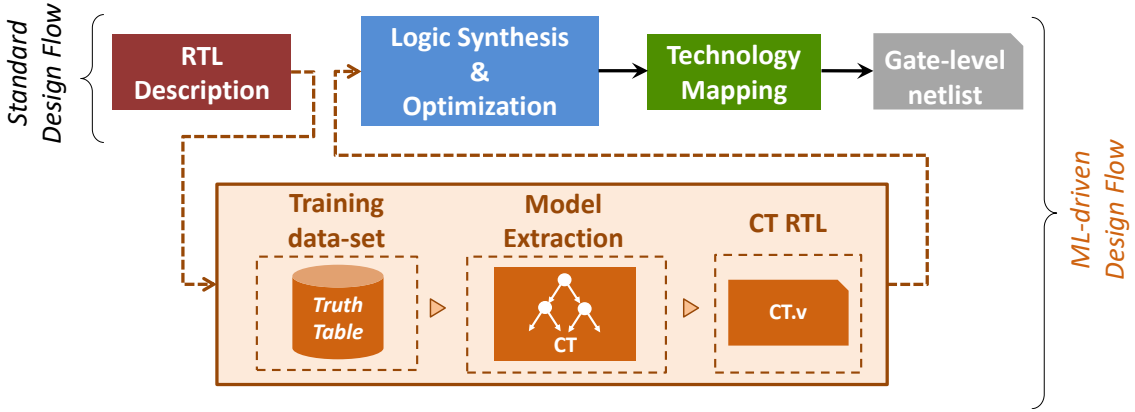 Standard
Design Flow
RTL
Description
Logic Synthesis
&
Optimization
Technology
Mapping
Gate-level
netlist
ML-driven
Design Flow
Training
data-set
Model
Extraction
CT RTL
Truth
Table
CT
CT.v